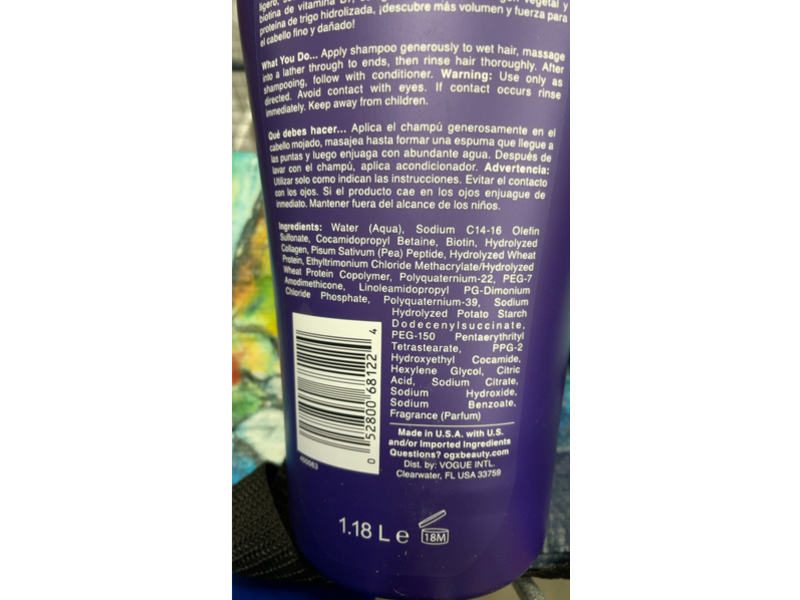 ligero,
biotina de vitamina B7, vegetal y
proteína de trigo hidrolizada, ¡descubre más volumen y fuerza para
el cabello fino y dañado!
What You Do... Apply shampoo generously to wet hair, massage
into a lather through to ends, then rinse hair thoroughly. After
shampooing, follow with conditioner. Warning: Use only as
directed. Avoid contact with eyes. If contact occurs rinse
immediately. Keep away from children.
Qué debes hacer... Aplica el champú generosamente en el
cabello mojado, masajea hasta formar una espuma que llegue a
las puntas y luego enjuaga con abundante agua. Después de
lavar con el champú, aplica acondicionador. Advertencia:
Utilizar solo como indican las instrucciones. Evitar el contacto
con los ojos. Si el producto cae en los ojos enjuague de
inmediato. Mantener fuera del alcance de los niños.
Ingredients: Water (Aqua), Sodium C14-16 Olefin
Sulfonate, Cocamidopropyl Betaine, Biotin, Hydrolyzed
Collagen, Pisum Sativum (Pea) Peptide, Hydrolyzed Wheat
Protein, Ethyltrimonium Chloride Methacrylate/Hydrolyzed
Wheat Protein Copolymer, Polyquaternium-22, PEG-7
Amodimethicone, Linoleamidopropyl PG-Dimonium
Chloride Phosphate, Polyquaternium-39, Sodium
Hydrolyzed Potato Starch
Dodecenylsuccinate,
PEG-150 Pentaerythrityl
Tetrastearate, PPG-2
Hydroxyethyl Cocamide,
Hexylene Glycol, Citric
Acid, Sodium Citrate,
Sodium Hydroxide,
Sodium Benzoate,
Fragrance (Parfum)
0 52800 68122 4
400063
Made in U.S.A. with U.S.
and/or Imported Ingredients
Questions? ogxbeauty.com
Dist. by: VOGUE INTL.
Clearwater, FL USA 33759
1.18 L e
18M